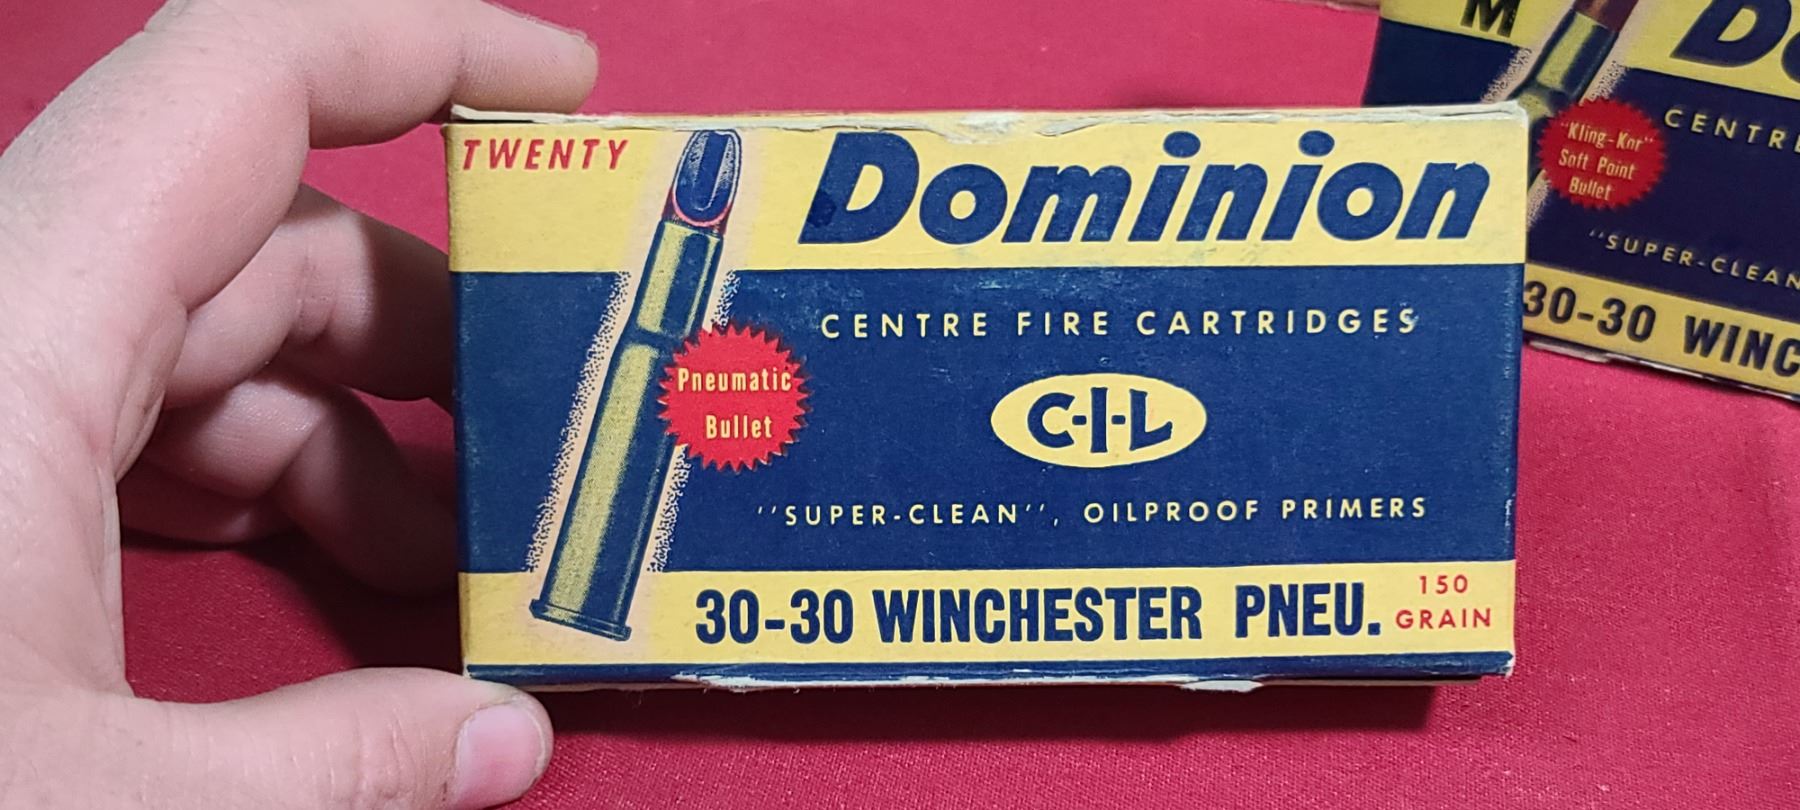 TWENTY
Dominion
CENTRE FIRE CARTRIDGES
Pneumatic
Bullet
C-I-L
"SUPER-CLEAN", OILPROOF PRIMERS
30-30 WINCHESTER PNEU.
150
GRAIN
M
CENTRE
"Kling-Kor"
Soft Point
Bullet
"SUPER-CLEAN
30-30